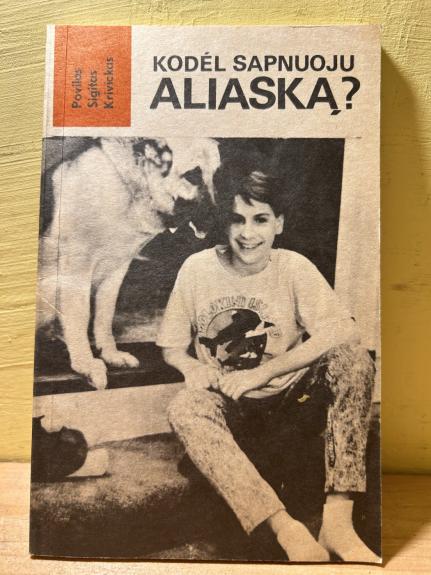 Povilas
Sigitas
Krivickas
KODĖL SAPNUOJU
ALIASKĄ?